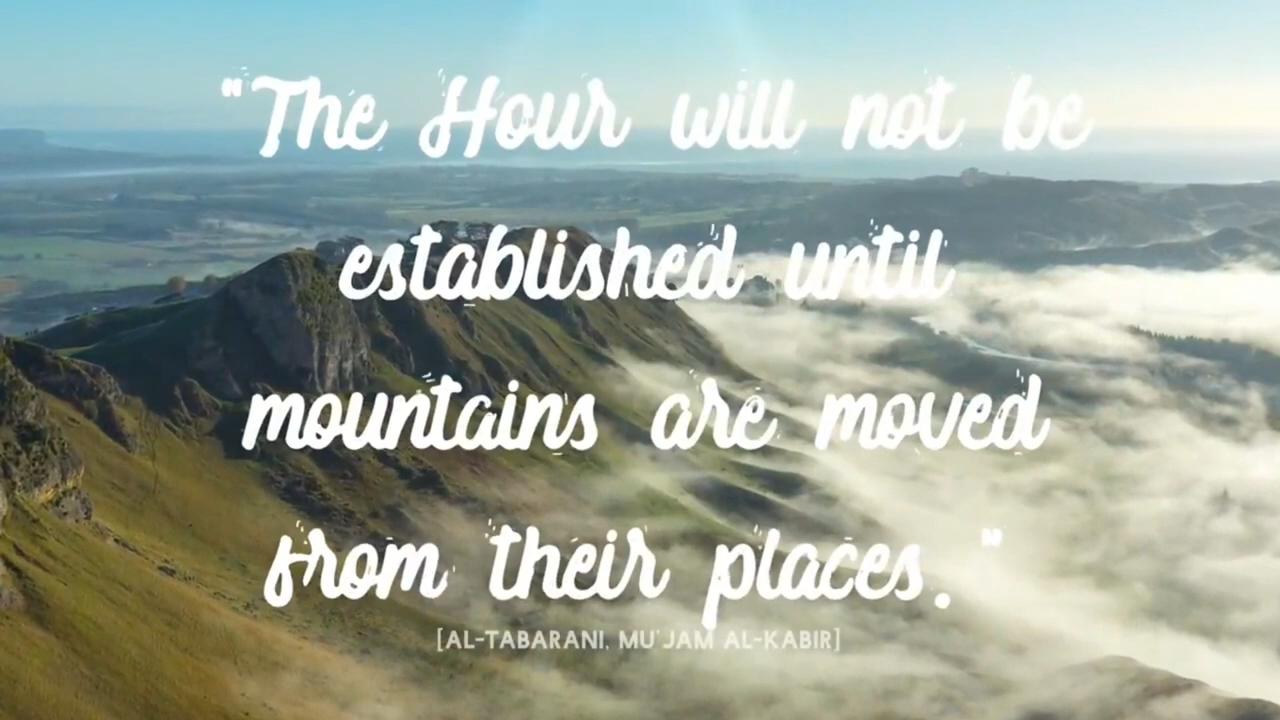 "The Hour will not be
established until
mountains are moved
from their places."
[AL-TABARANI, MU'JAM AL-KABIR]